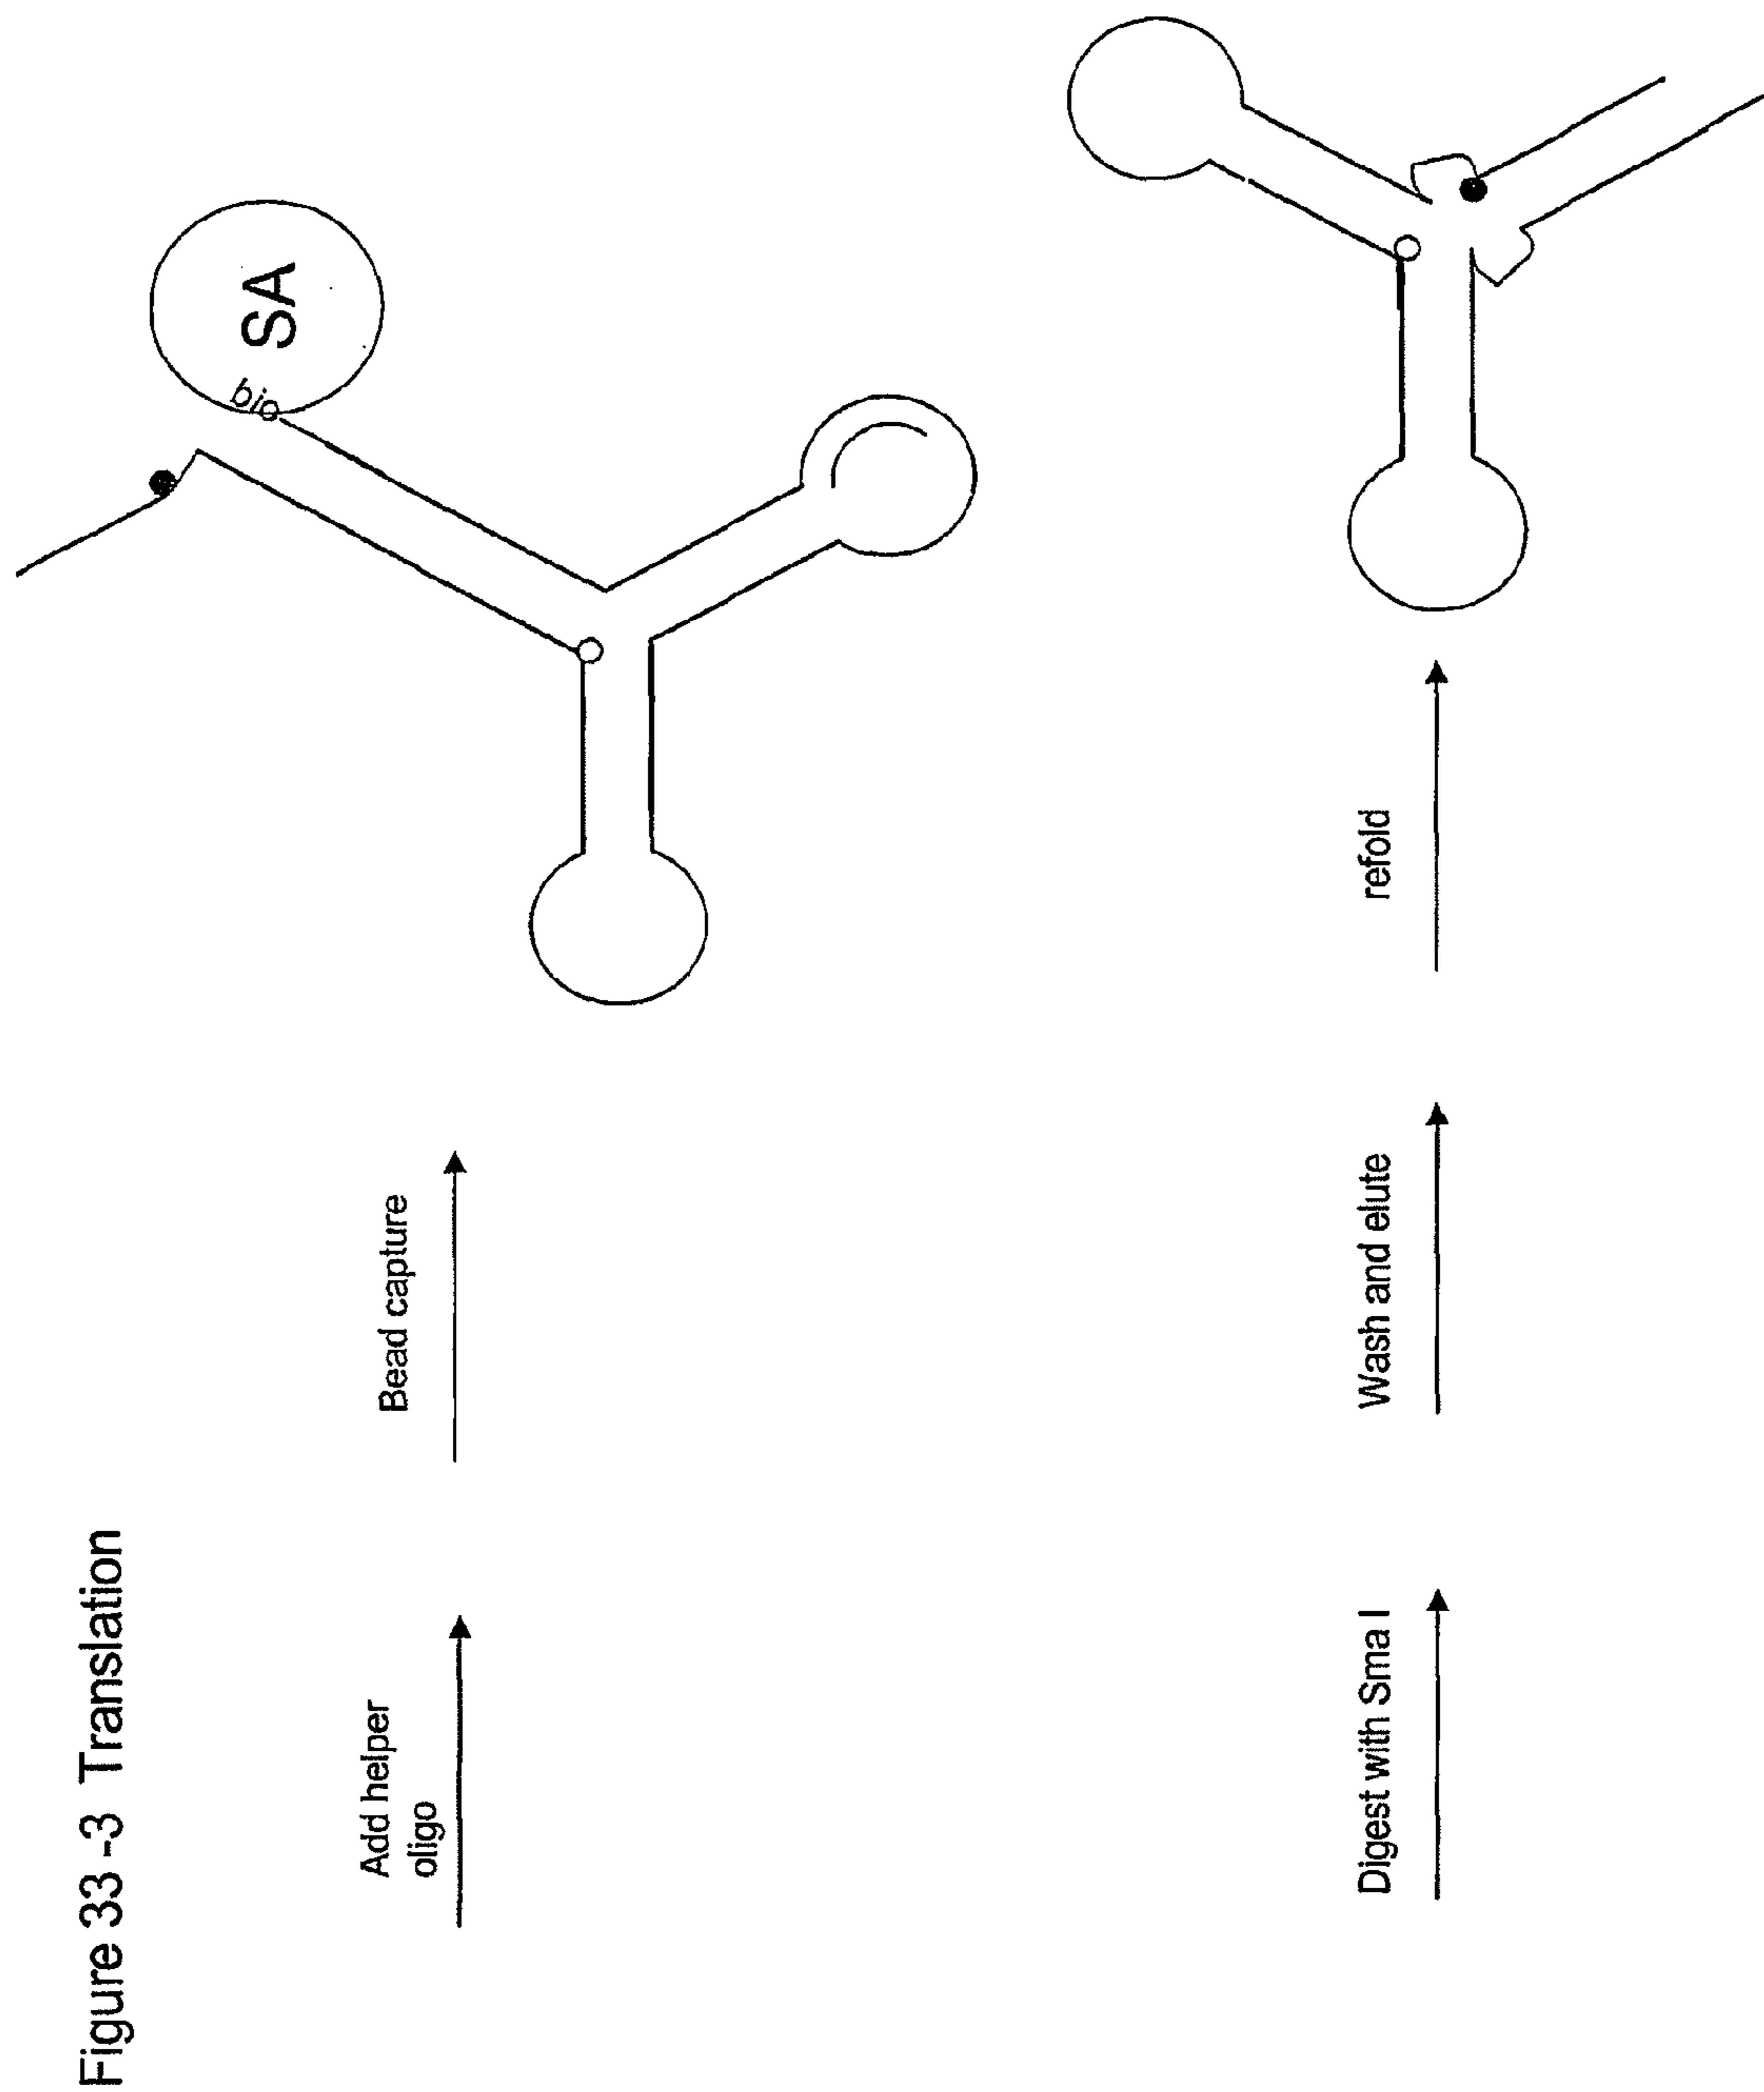 Figure 33-3 Translation
Add helper
oligo
Bead capture
bio
SA
Digest with Sma I
Wash and elute
refold